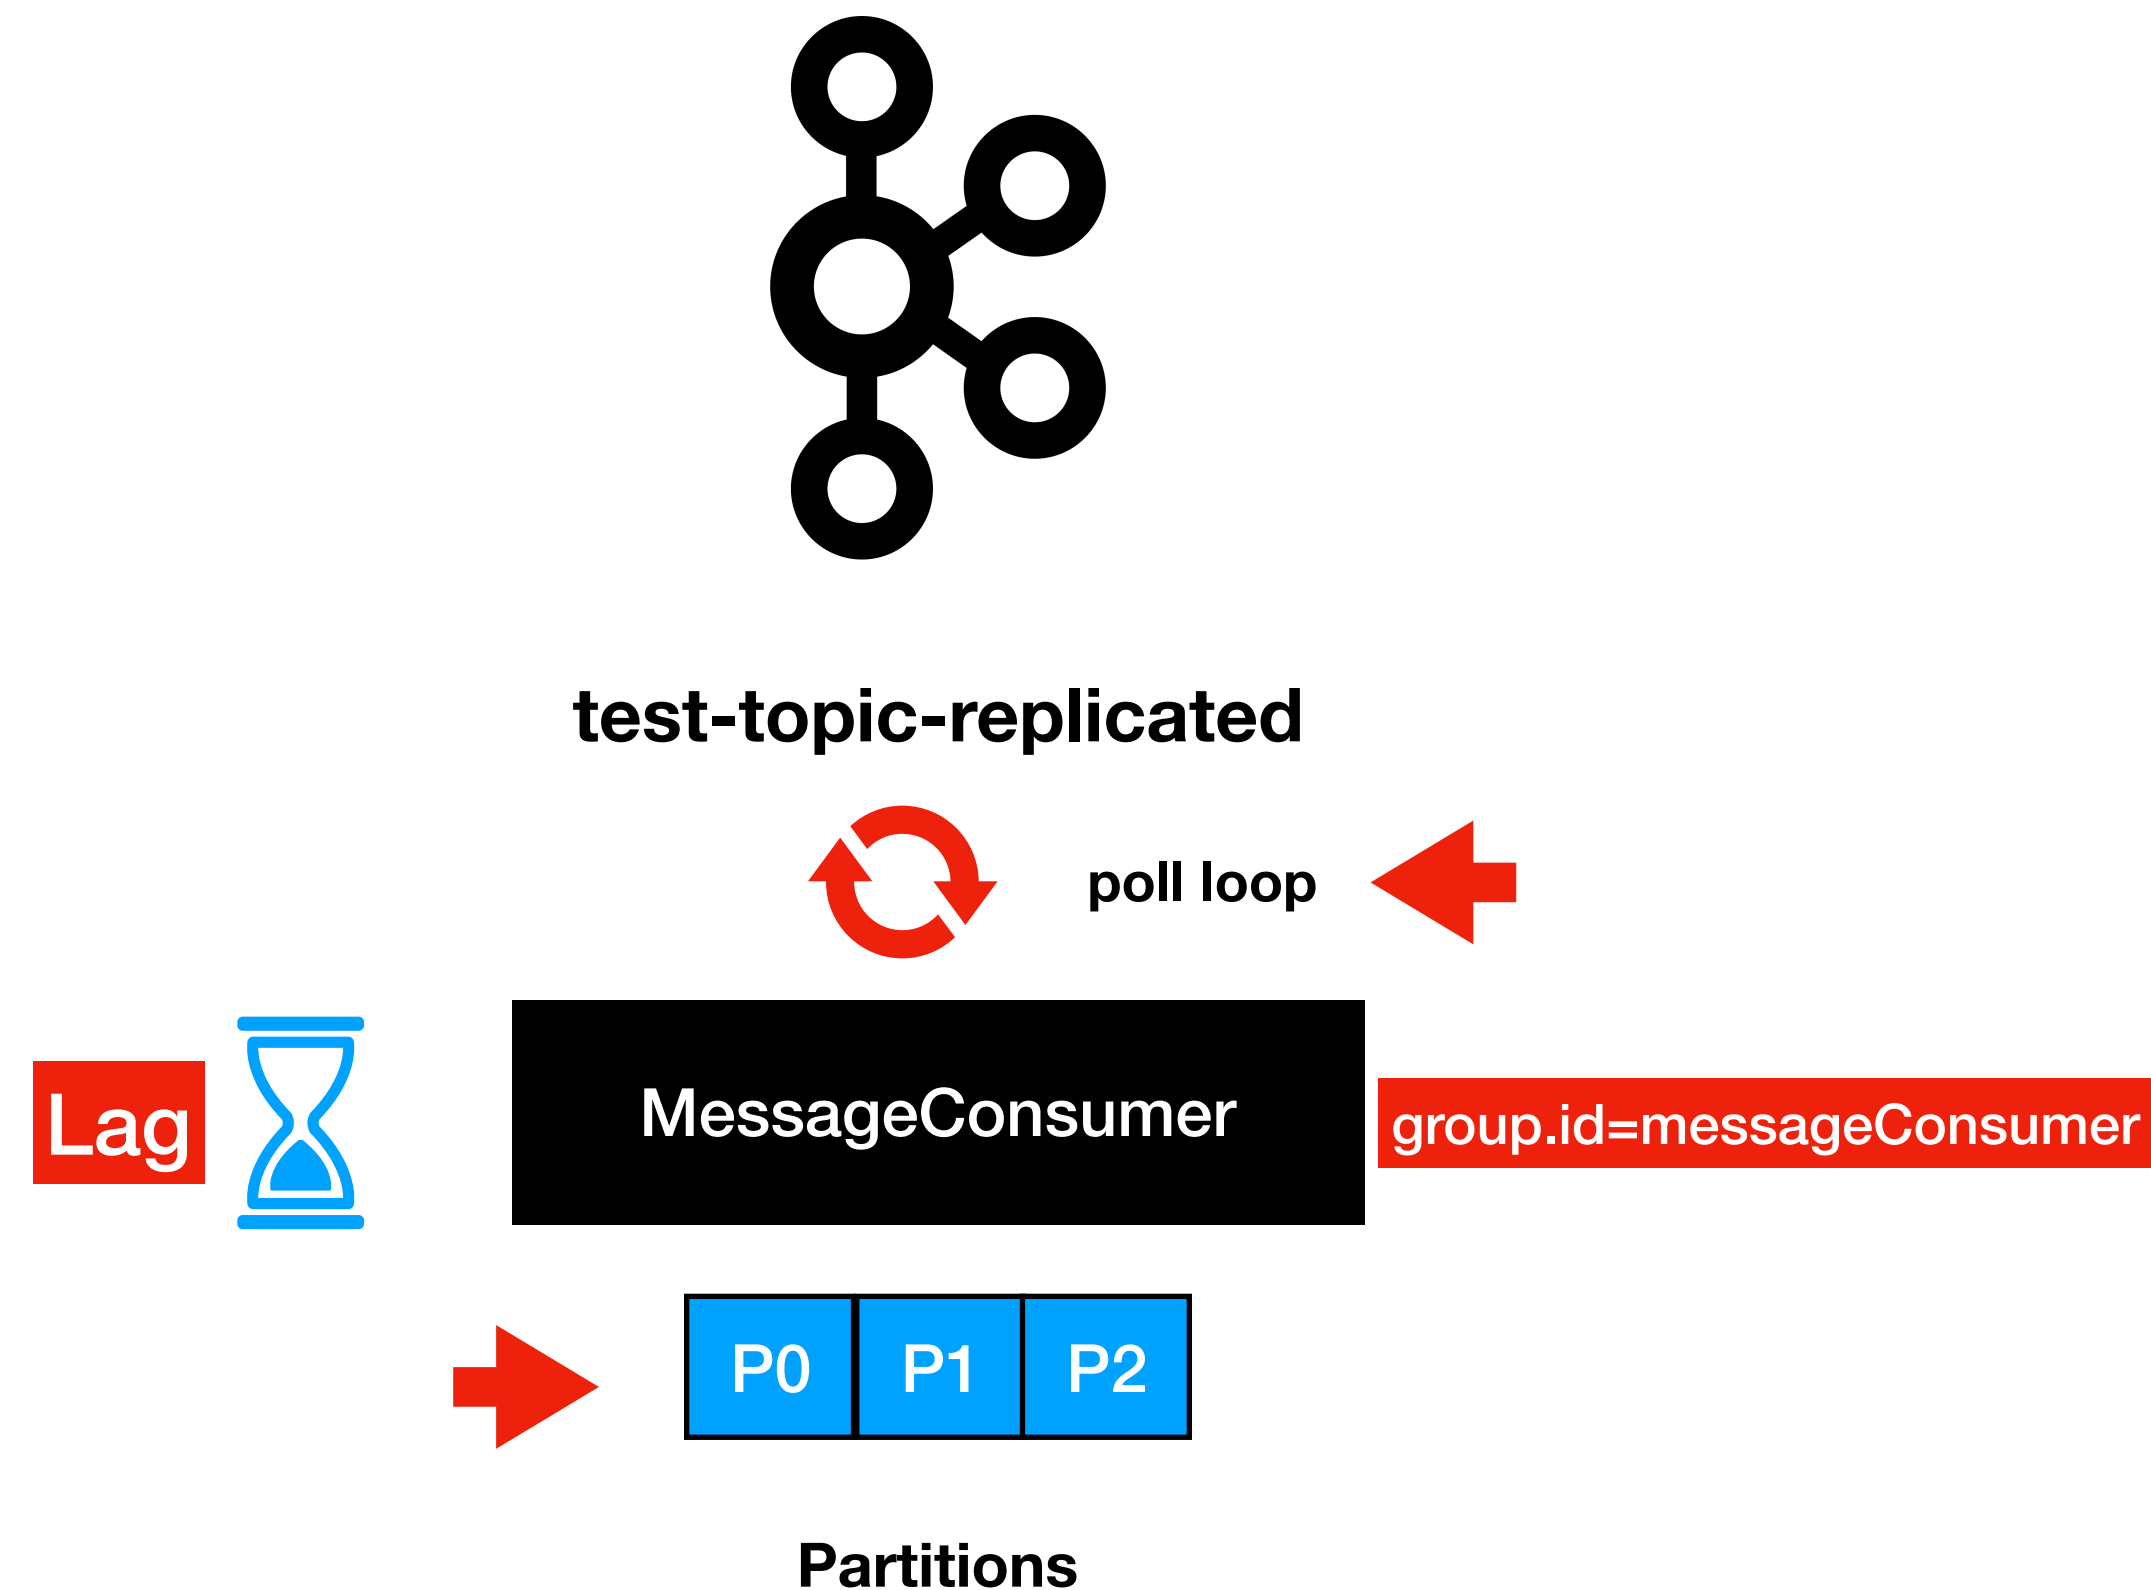 test-topic-replicated
poll loop
Lag
MessageConsumer
group.id=messageConsumer
P0 P1 P2
Partitions